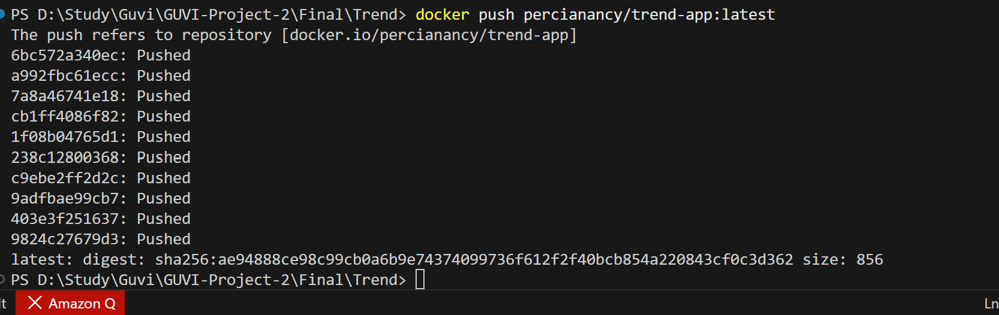 PS D:\Study\Guvi\GUVI-Project-2\Final\Trend> docker push percianancy/trend-app:latest
The push refers to repository [docker.io/percianancy/trend-app]
6bc572a340ec: Pushed
a992fbc61ecc: Pushed
7a8a46741e18: Pushed
cb1ff4086f82: Pushed
1f08b04765d1: Pushed
238c12800368: Pushed
c9ebe2ff2d2c: Pushed
9adfbae99cb7: Pushed
403e3f251637: Pushed
9824c27679d3: Pushed
latest: digest: sha256:ae94888ce98c99cb0a6b9e74374099736f612f2f40bcb854a220843cf0c3d362 size: 856
PS D:\Study\Guvi\GUVI-Project-2\Final\Trend>
Amazon Q
Ln